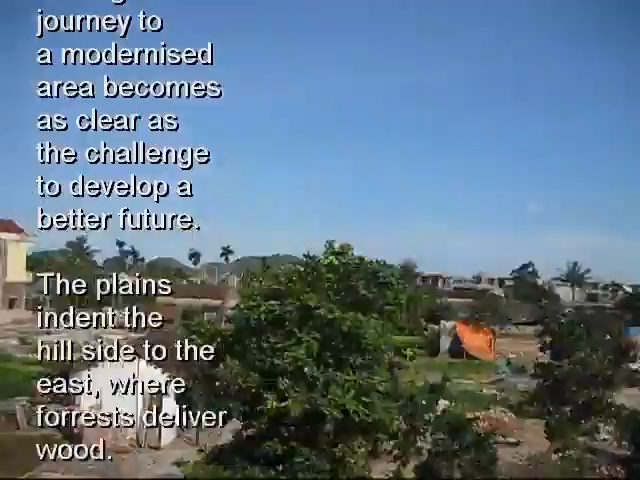 journey to
a modernised
area becomes
as clear as
the challenge
to develop a
better future.
The plains
indent the
hill side to the
east, where
forrests deliver
wood.